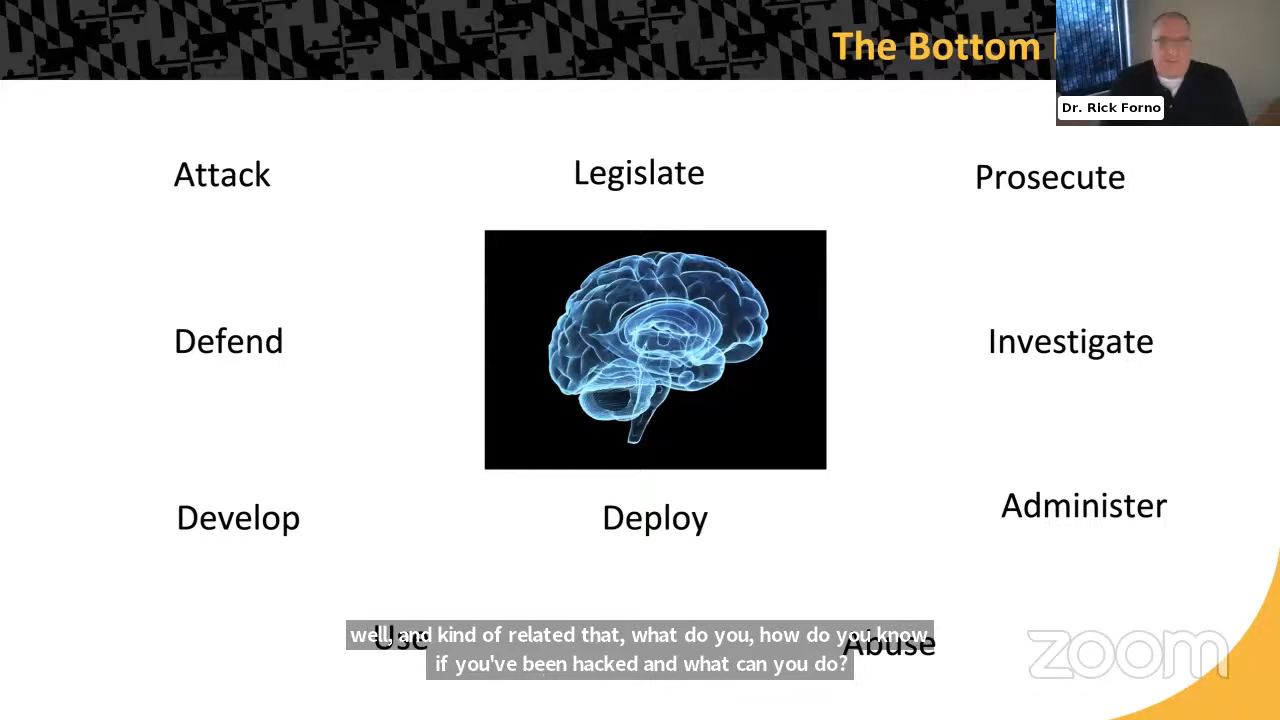 The Bottom
Dr. Rick Forno
Attack
Legislate
Prosecute
Defend
Investigate
Develop
Deploy
Administer
Use
Abuse
well, and kind of related that, what do you, how do you know
if you've been hacked and what can you do?
zoom